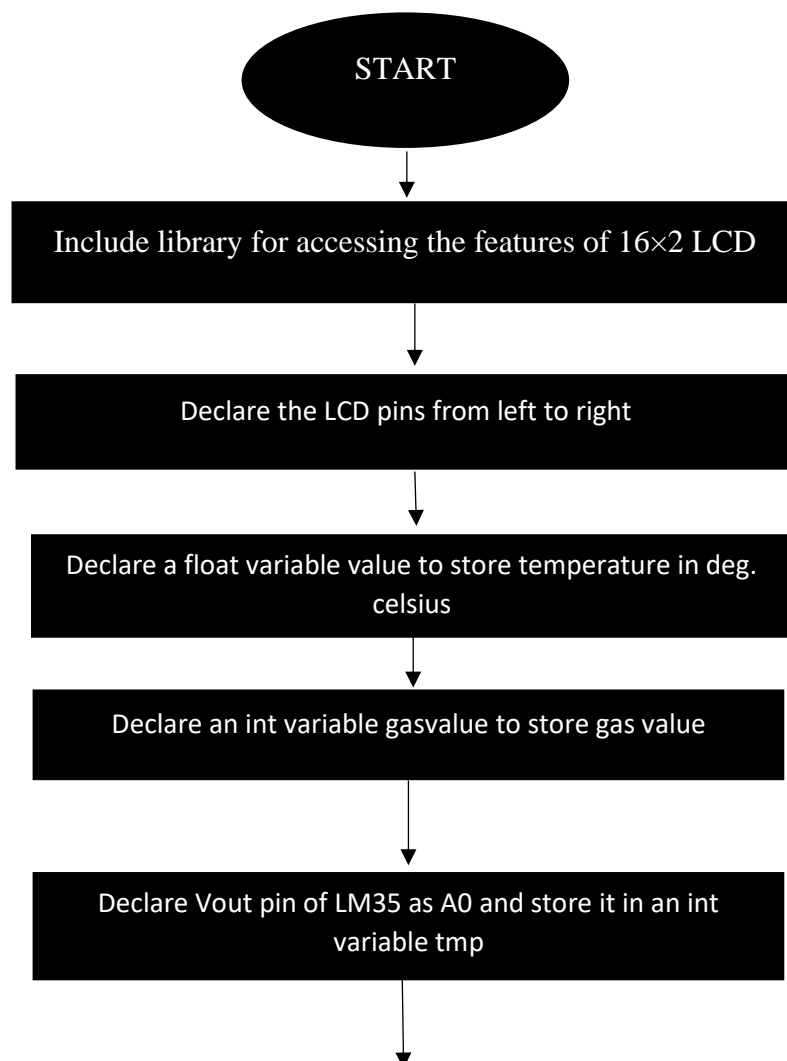 START
Include library for accessing the features of 16×2 LCD
Declare the LCD pins from left to right
Declare a float variable value to store temperature in deg.
celsius
Declare an int variable gasvalue to store gas value
Declare Vout pin of LM35 as A0 and store it in an int
variable tmp